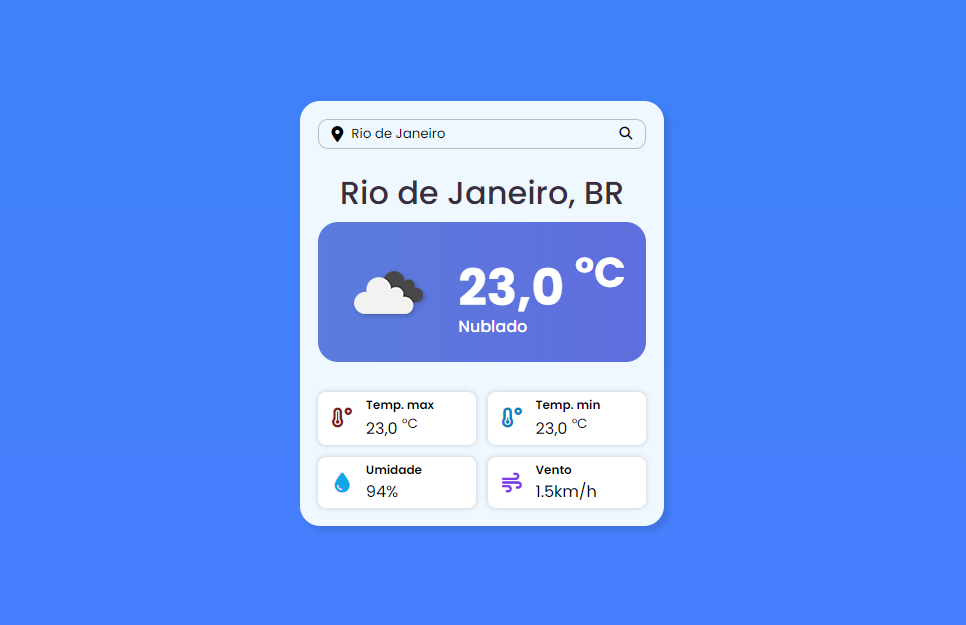 Rio de Janeiro
Rio de Janeiro, BR
23,0 °C
Nublado
Temp. max
23,0 °C
Temp. min
23,0 °C
Umidade
94%
Vento
1.5km/h